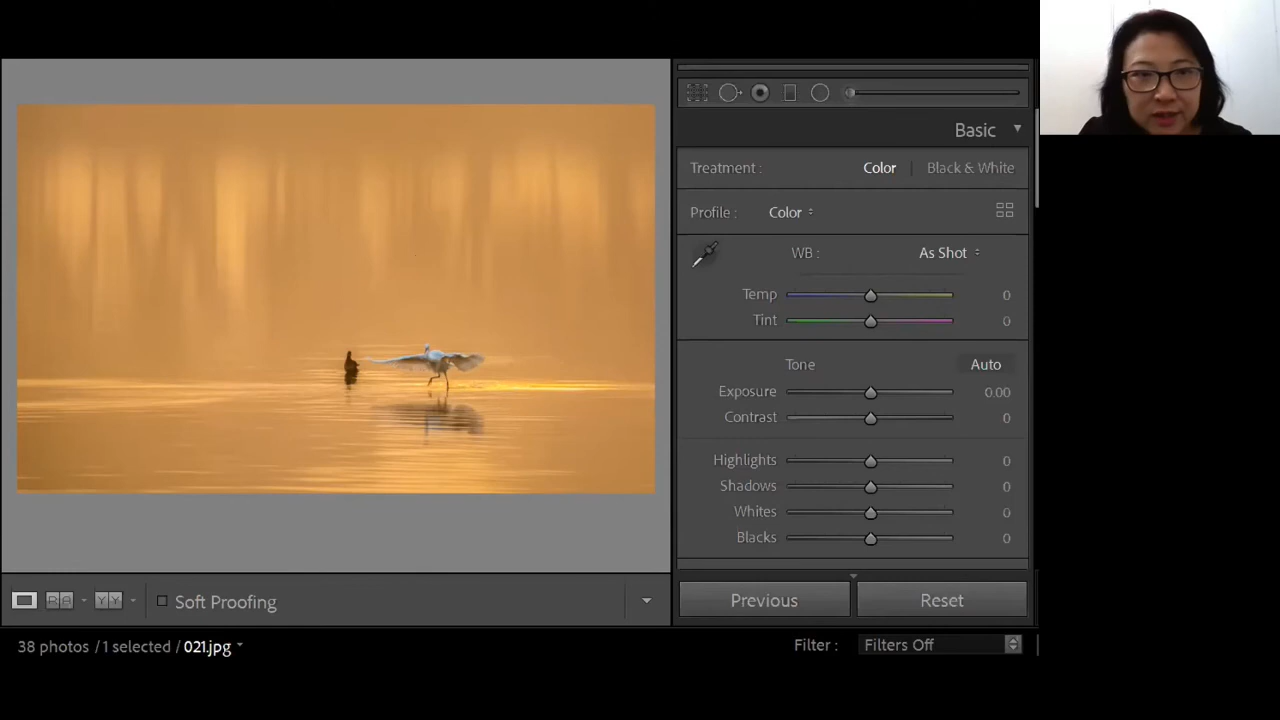 Basic
Treatment : Color | Black & White
Profile : Color
WB : As Shot
Temp 0
Tint 0
Tone Auto
Exposure 0.00
Contrast 0
Highlights 0
Shadows 0
Whites 0
Blacks 0
Previous Reset
RA YY Soft Proofing
38 photos / 1 selected / 021.jpg
Filter : Filters Off